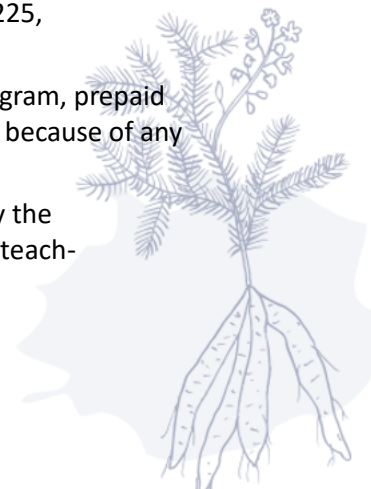 225,
gram, prepaid
because of any
y the
teach-